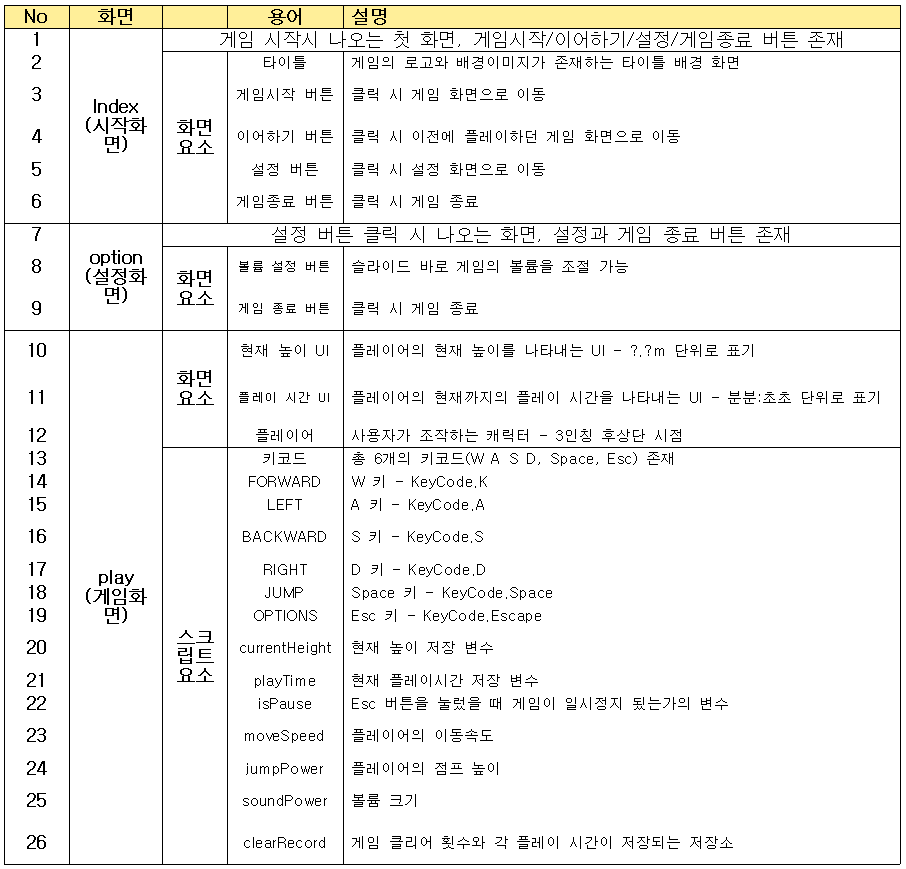 No 화면 용어 설명
1 게임 시작시 나오는 첫 화면, 게임시작/이어하기/설정/게임종료 버튼 존재
Index
(시작화
면)
화면
요소
2 타이틀 게임의 로고와 배경이미지가 존재하는 타이틀 배경 화면
3 게임시작 버튼 클릭 시 게임 화면으로 이동
4 이어하기 버튼 클릭 시 이전에 플레이하던 게임 화면으로 이동
5 설정 버튼 클릭 시 설정 화면으로 이동
6 게임종료 버튼 클릭 시 게임 종료
7 설정 버튼 클릭 시 나오는 화면, 설정과 게임 종료 버튼 존재
option
(설정화
면)
화면
요소
8 볼륨 설정 버튼 슬라이드 바로 게임의 볼륨을 조절 가능
9 게임 종료 버튼 클릭 시 게임 종료
play
(게임화
면)
화면
요소
10 현재 높이 UI 플레이어의 현재 높이를 나타내는 UI - ?.?m 단위로 표기
11 플레이 시간 UI 플레이어의 현재까지의 플레이 시간을 나타내는 UI - 분분:초초 단위로 표기
12 플레이어 사용자가 조작하는 캐릭터 - 3인칭 후상단 시점
스크
립트
요소
13 키코드 총 6개의 키코드(W A S D, Space, Esc) 존재
14 FORWARD W 키 - KeyCode.K
15 LEFT A 키 - KeyCode.A
16 BACKWARD S 키 - KeyCode.S
17 RIGHT D 키 - KeyCode.D
18 JUMP Space 키 - KeyCode.Space
19 OPTIONS Esc 키 - KeyCode.Escape
20 currentHeight 현재 높이 저장 변수
21 playTime 현재 플레이시간 저장 변수
22 isPause Esc 버튼을 눌렀을 때 게임이 일시정지 됬는가의 변수
23 moveSpeed 플레이어의 이동속도
24 jumpPower 플레이어의 점프 높이
25 soundPower 볼륨 크기
26 clearRecord 게임 클리어 횟수와 각 플레이 시간이 저장되는 저장소